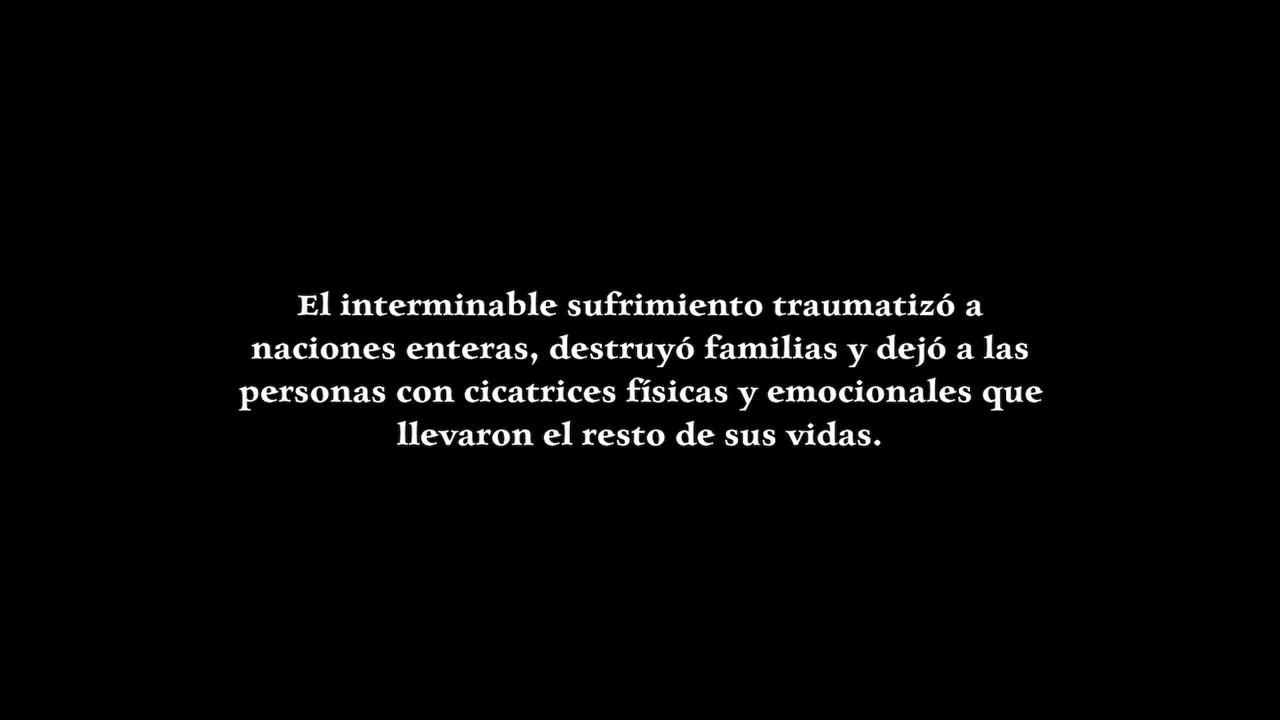 El interminable sufrimiento traumatizó a
naciones enteras, destruyó familias y dejó a las
personas con cicatrices físicas y emocionales que
llevaron el resto de sus vidas.